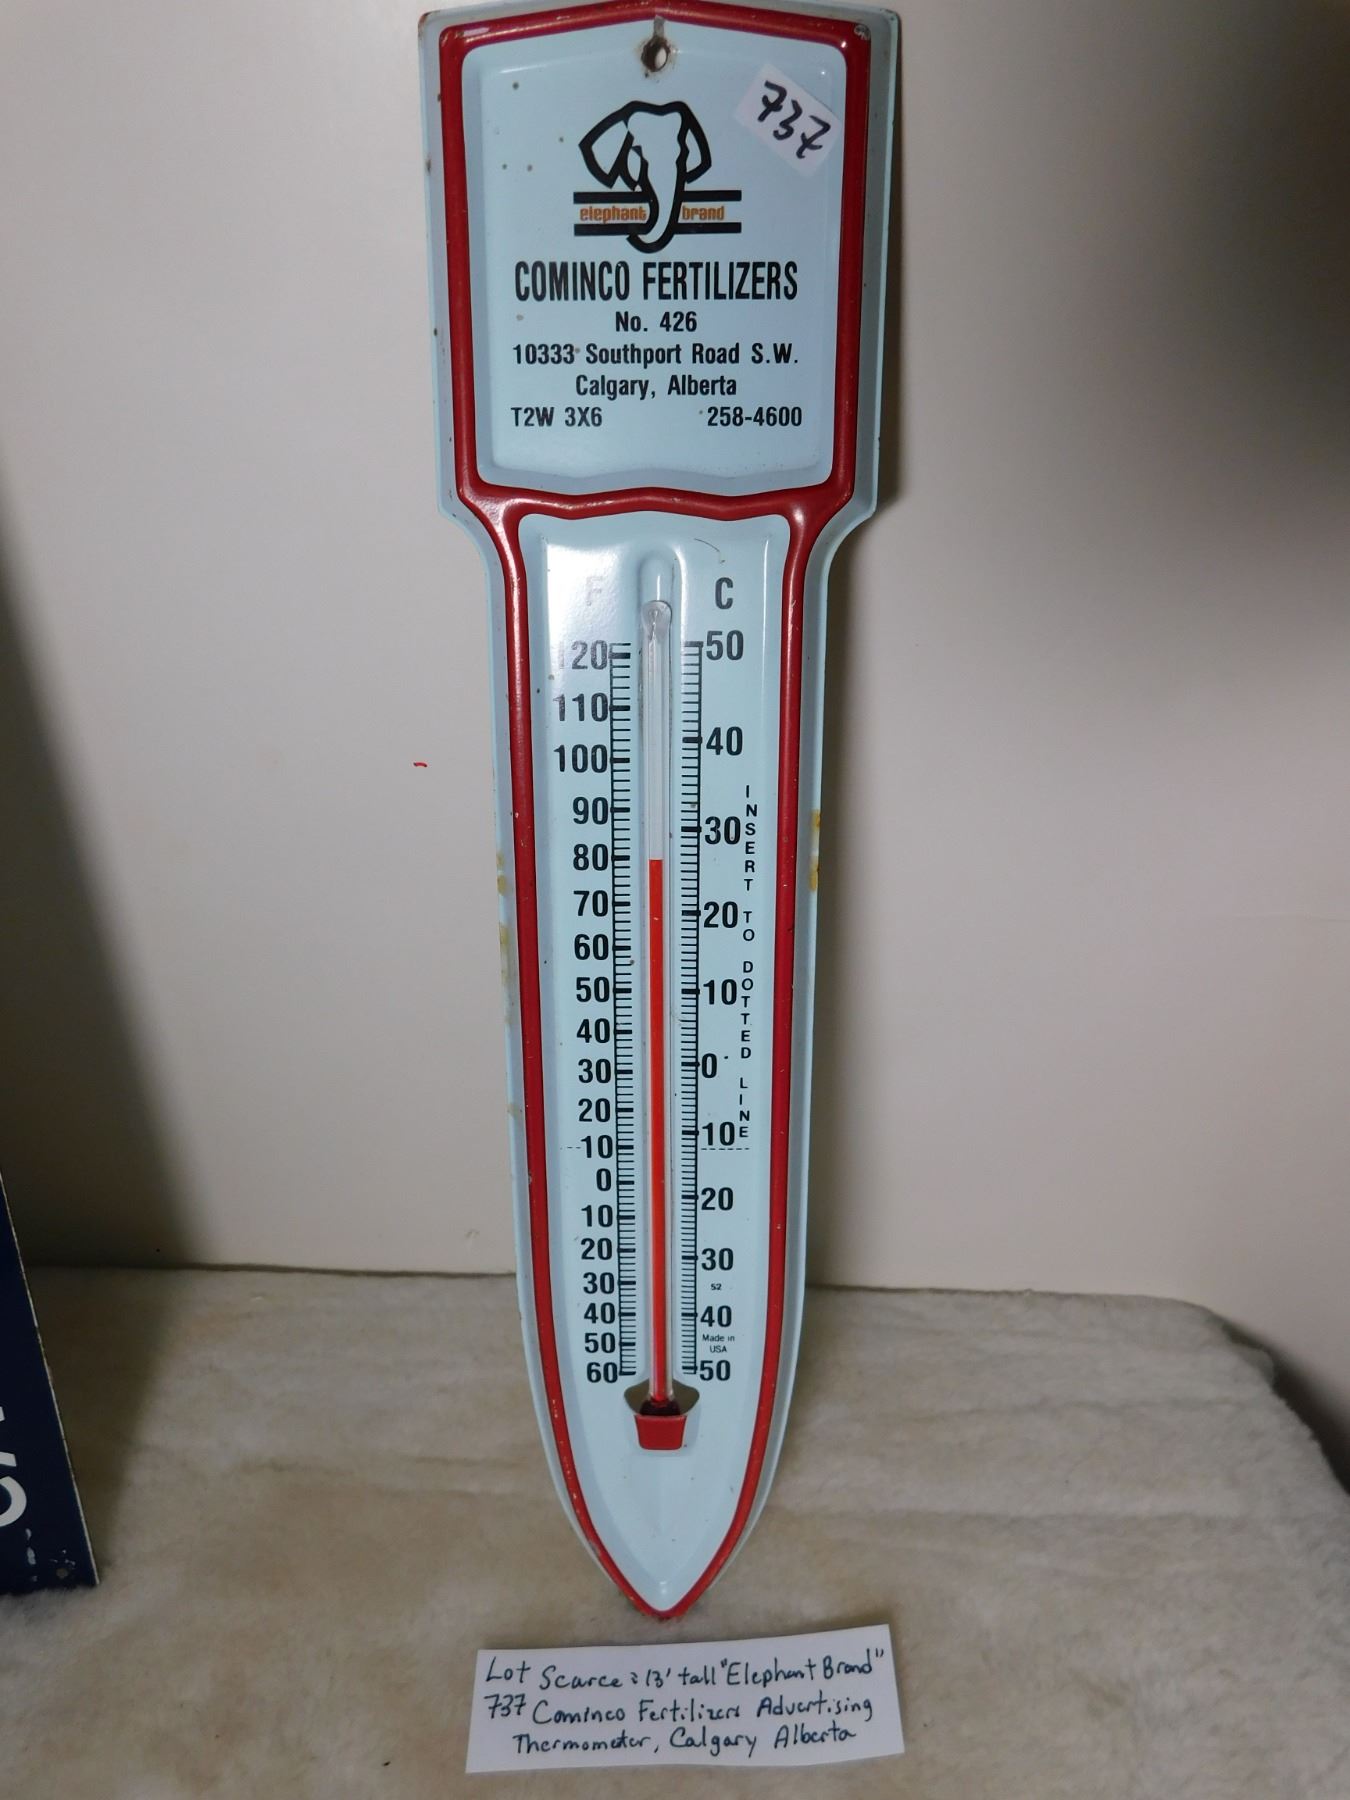 737
elephant brand
COMINCO FERTILIZERS
No. 426
10333 Southport Road S.W.
Calgary, Alberta
T2W 3X6 258-4600
F C
120 50
110
100 40
90
80 30
70 20
60
50 10
40
30 0
20
10 10
0
10 20
20
30 30
52
40 40
Made in
USA
50
60 50
INSERT TO DOTTED LINE
Lot Scarce 13' tall "Elephant Brand"
737 Cominco Fertilizers Advertising
Thermometer, Calgary Alberta